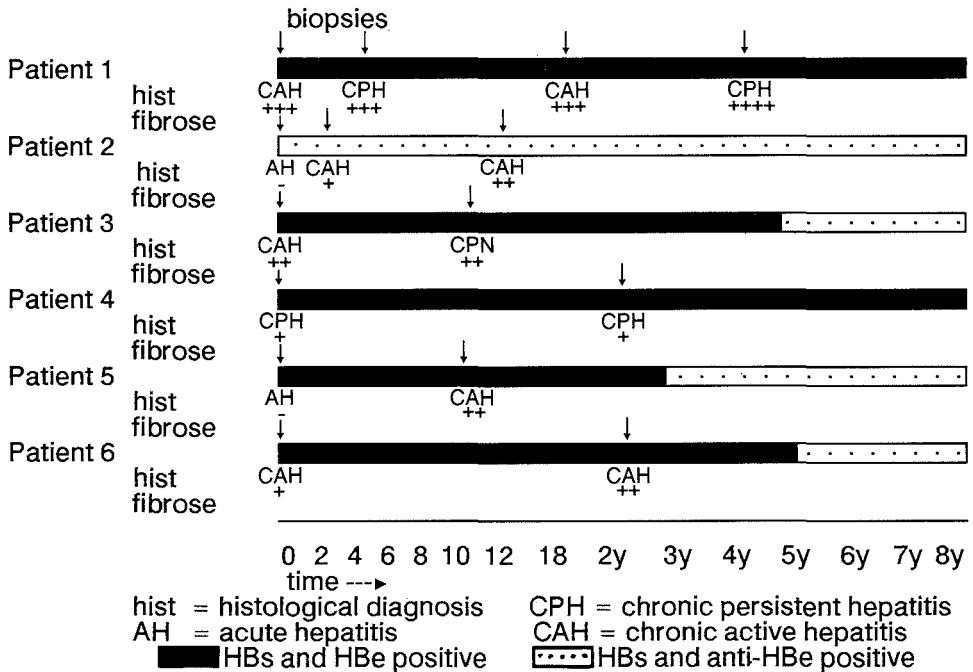 biopsies
Patient 1
hist CAH CPH CAH CPH
fibrose +++ +++ +++ ++++
Patient 2
hist AH CAH CAH
fibrose - + ++
Patient 3
hist CAH CPN
fibrose ++ ++
Patient 4
hist CPH CPH
fibrose + +
Patient 5
hist AH CAH
fibrose - ++
Patient 6
hist CAH CAH
fibrose + ++
0 2 4 6 8 10 12 18 2y 3y 4y 5y 6y 7y 8y
time --->
hist = histological diagnosis CPH = chronic persistent hepatitis
AH = acute hepatitis CAH = chronic active hepatitis
HBs and HBe positive HBs and anti-HBe positive